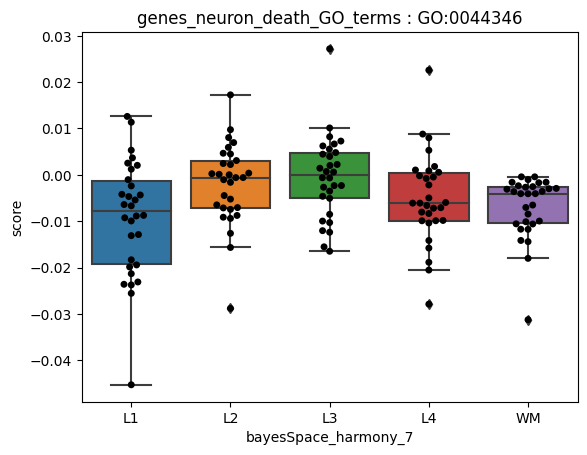 genes_neuron_death_GO_terms : GO:0044346
0.03
0.02
0.01
0.00
−0.01
−0.02
−0.03
−0.04
score
L1 L2 L3 L4 WM
bayesSpace_harmony_7